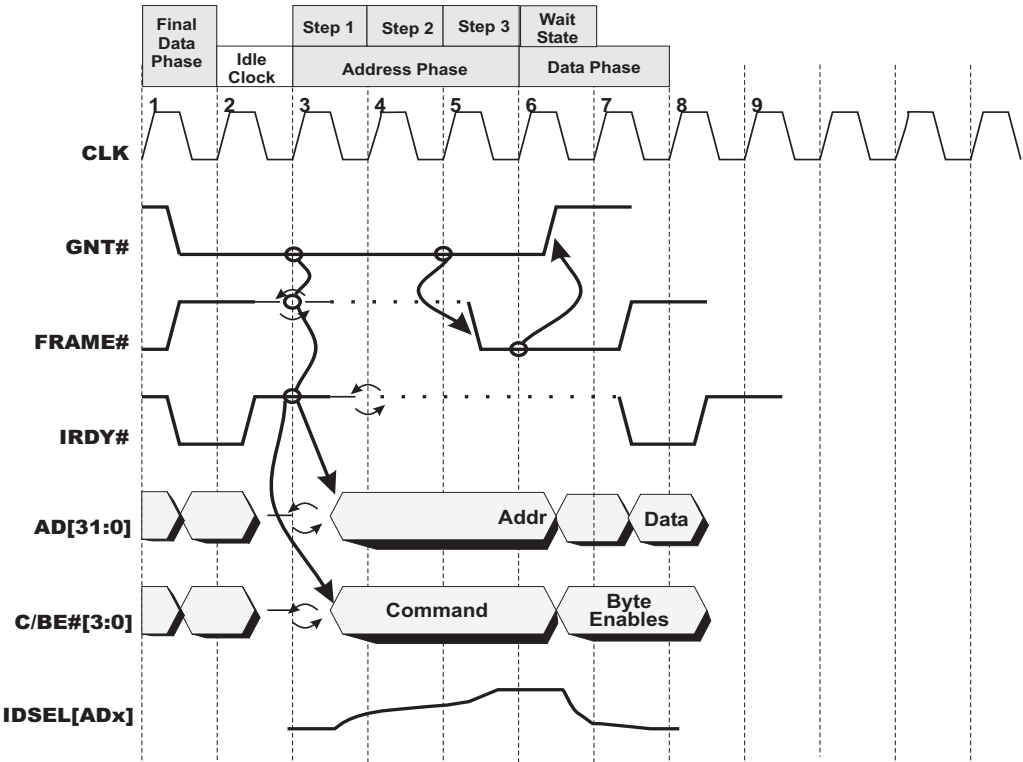 Final
Data
Phase
Idle
Clock
Step 1
Step 2
Step 3
Wait
State
Address Phase
Data Phase
1 2 3 4 5 6 7 8 9
CLK
GNT#
FRAME#
IRDY#
AD[31:0]
Addr
Data
C/BE#[3:0]
Command
Byte
Enables
IDSEL[ADx]